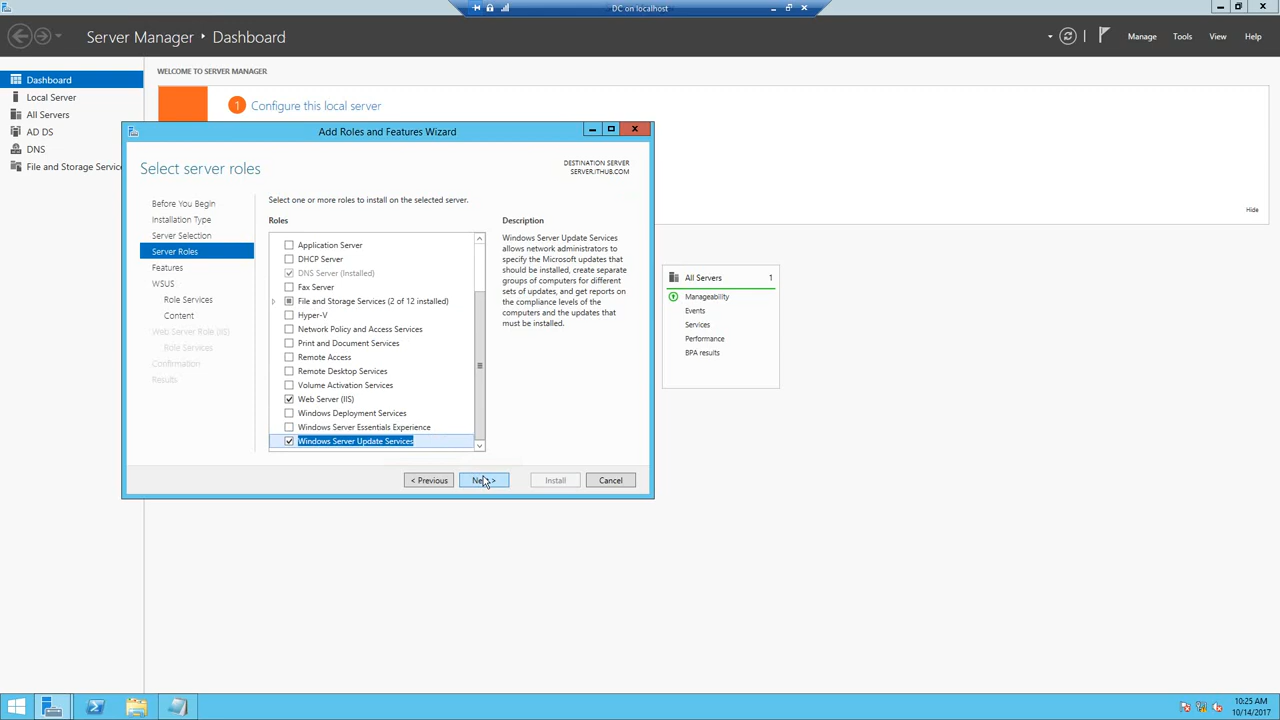 DC on localhost
Server Manager • Dashboard
Manage
Tools
View
Help
Dashboard
Local Server
All Servers
AD DS
DNS
File and Storage Service
WELCOME TO SERVER MANAGER
1 Configure this local server
Hide
Add Roles and Features Wizard
Select server roles
DESTINATION SERVER
SERVER.ITHUB.COM
Before You Begin
Installation Type
Server Selection
Server Roles
Features
WSUS
Role Services
Content
Web Server Role (IIS)
Role Services
Confirmation
Results
Select one or more roles to install on the selected server.
Roles
Application Server
DHCP Server
DNS Server (Installed)
Fax Server
File and Storage Services (2 of 12 installed)
Hyper-V
Network Policy and Access Services
Print and Document Services
Remote Access
Remote Desktop Services
Volume Activation Services
Web Server (IIS)
Windows Deployment Services
Windows Server Essentials Experience
Windows Server Update Services
Description
Windows Server Update Services
allows network administrators to
specify the Microsoft updates that
should be installed, create separate
groups of computers for different
sets of updates, and get reports on
the compliance levels of the
computers and the updates that
must be installed.
< Previous
Install
Cancel
All Servers 1
Manageability
Events
Services
Performance
BPA results
10:25 AM
10/14/2017